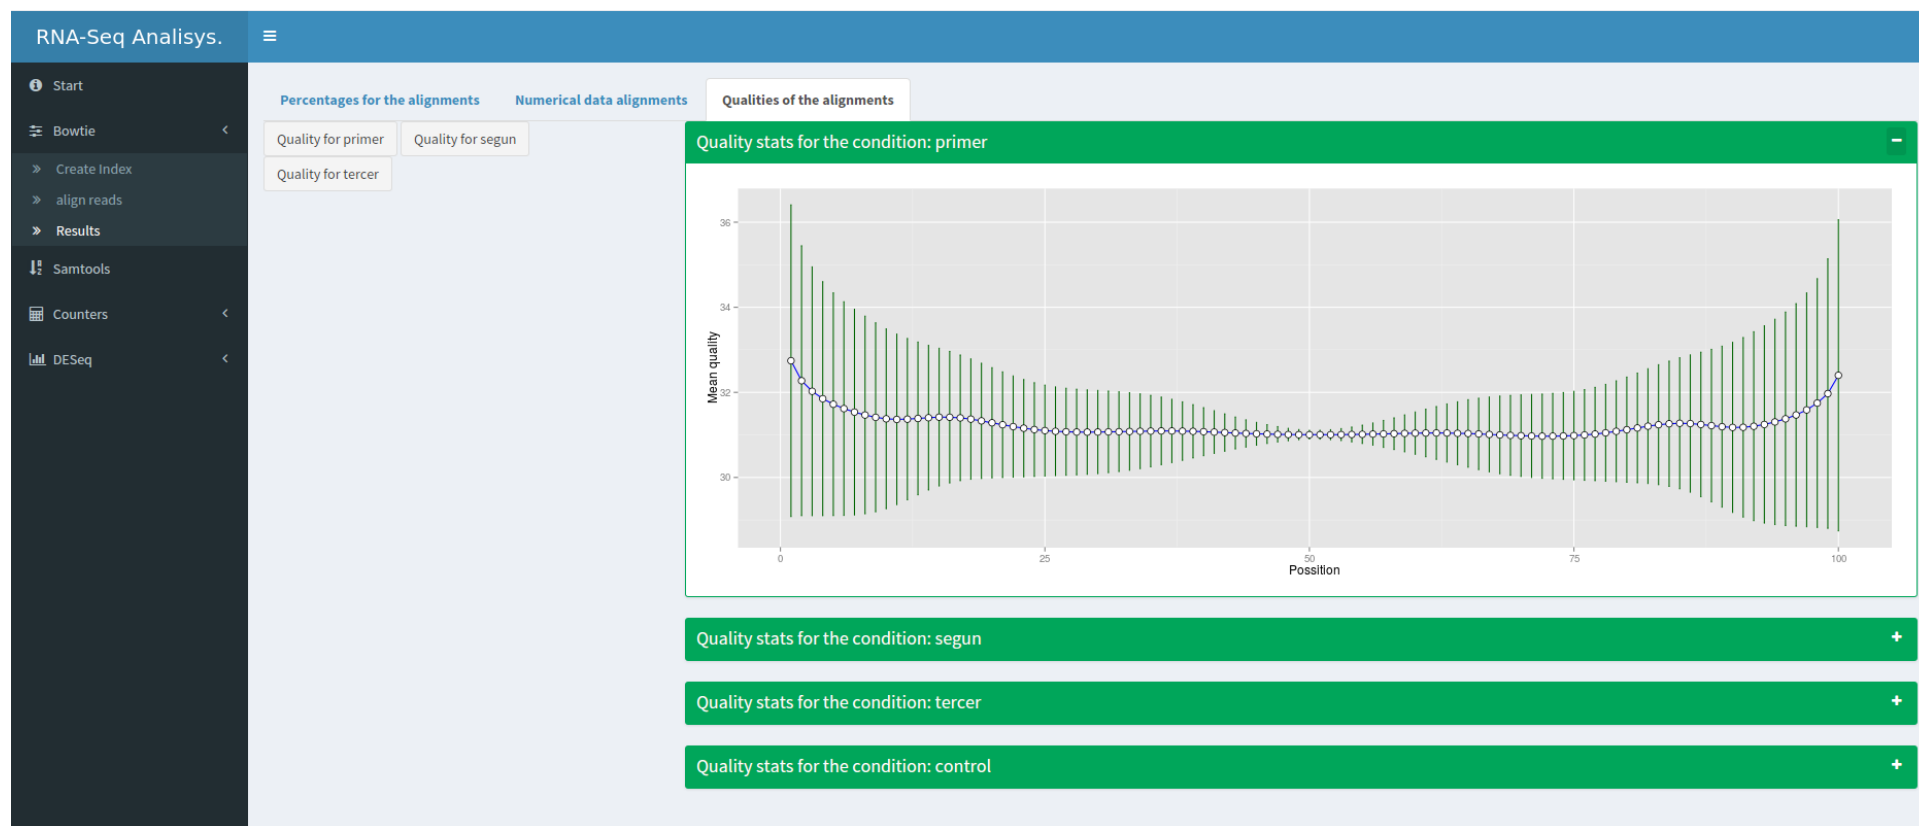 RNA-Seq Analisys.
Start
Bowtie
Create Index
align reads
Results
Samtools
Counters
DESeq
Percentages for the alignments
Numerical data alignments
Qualities of the alignments
Quality for primer
Quality for segun
Quality for tercer
Quality stats for the condition: primer
Mean quality
36
34
32
30
0
25
50
75
100
Possition
Quality stats for the condition: segun
Quality stats for the condition: tercer
Quality stats for the condition: control